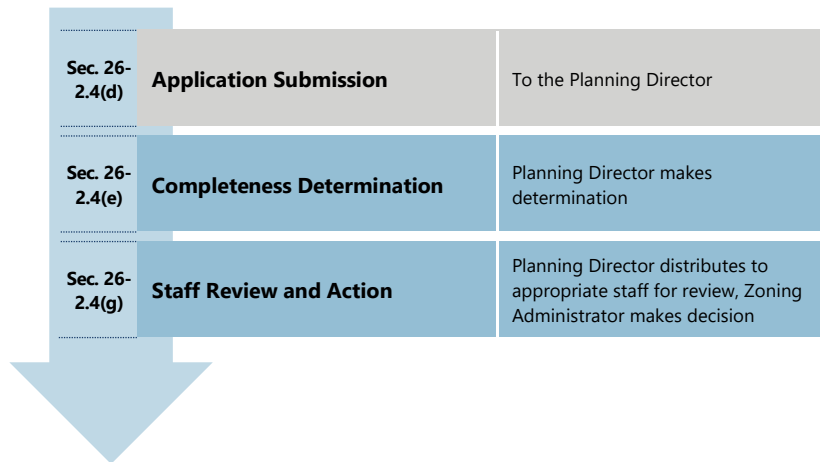 Sec. 26-
2.4(d)
Application Submission
To the Planning Director
Sec. 26-
2.4(e)
Completeness Determination
Planning Director makes
determination
Sec. 26-
2.4(g)
Staff Review and Action
Planning Director distributes to
appropriate staff for review, Zoning
Administrator makes decision